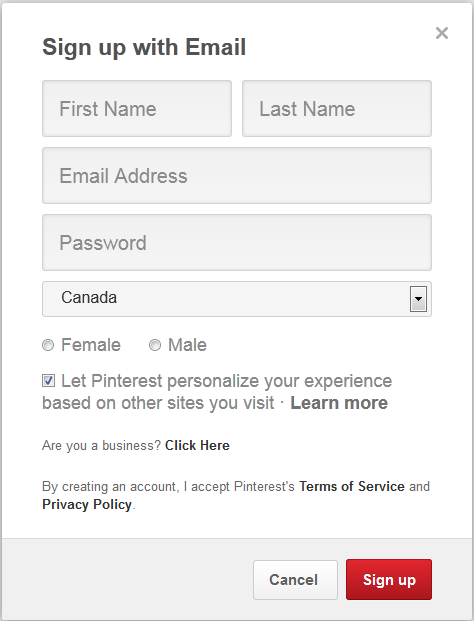 Sign up with Email
First Name
Last Name
Email Address
Password
Canada
Female Male
Let Pinterest personalize your experience
based on other sites you visit · Learn more
Are you a business? Click Here
By creating an account, I accept Pinterest's Terms of Service and
Privacy Policy.
Cancel
Sign up